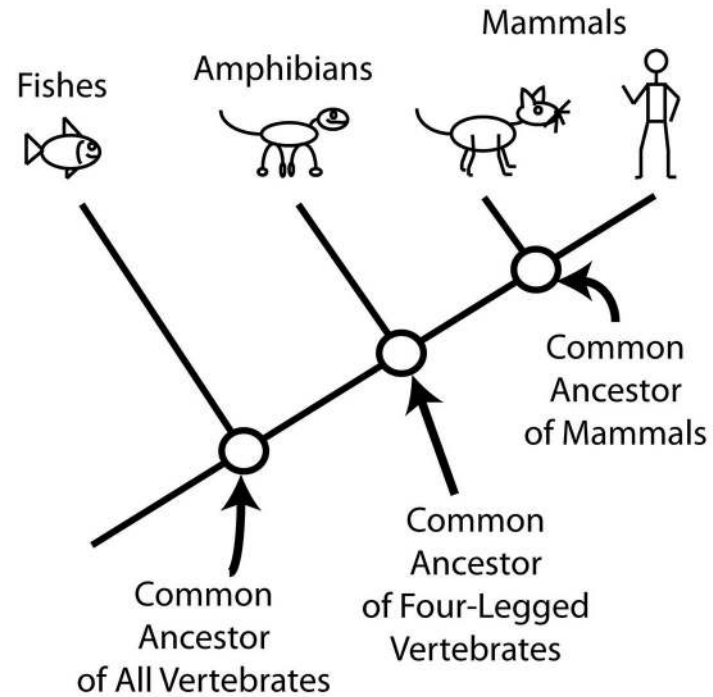 Mammals
Amphibians
Fishes
Common
Ancestor
of Mammals
Common
Ancestor
of Four-Legged
Vertebrates
Common
Ancestor
of All Vertebrates